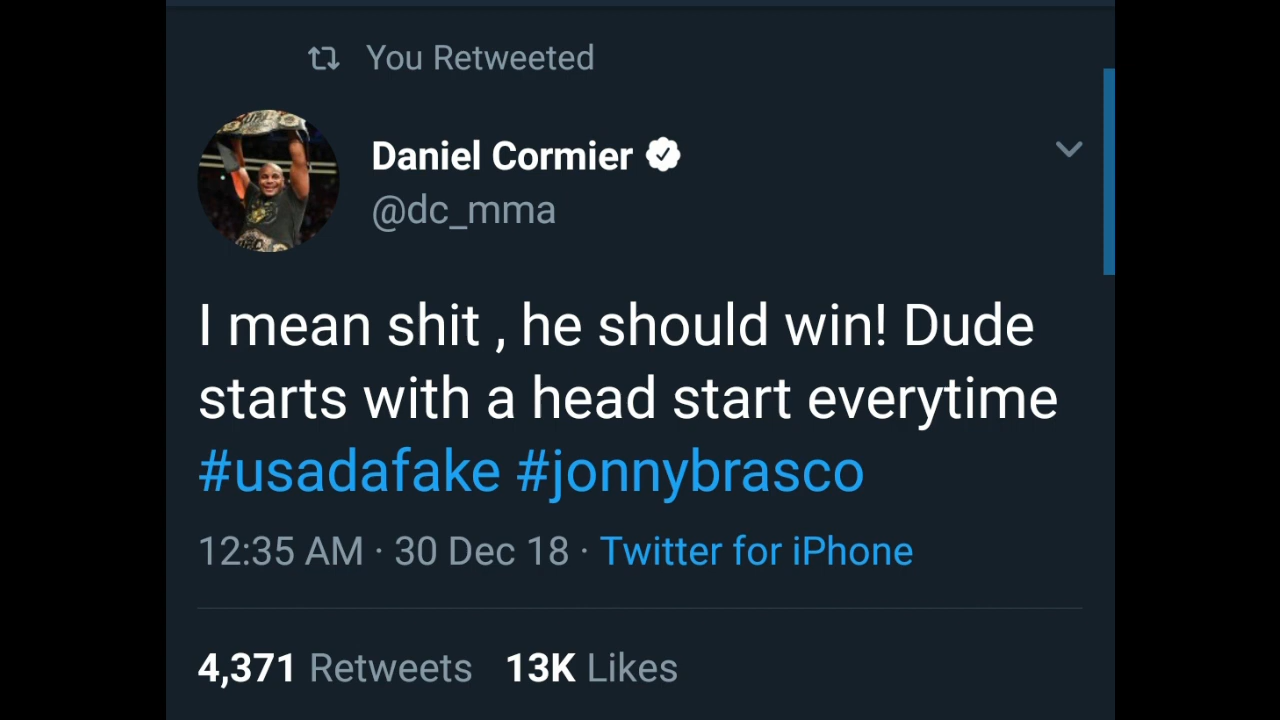 You Retweeted
Daniel Cormier
@dc_mma
I mean shit , he should win! Dude
starts with a head start everytime
#usadafake #jonnybrasco
12:35 AM · 30 Dec 18 · Twitter for iPhone
4,371 Retweets 13K Likes